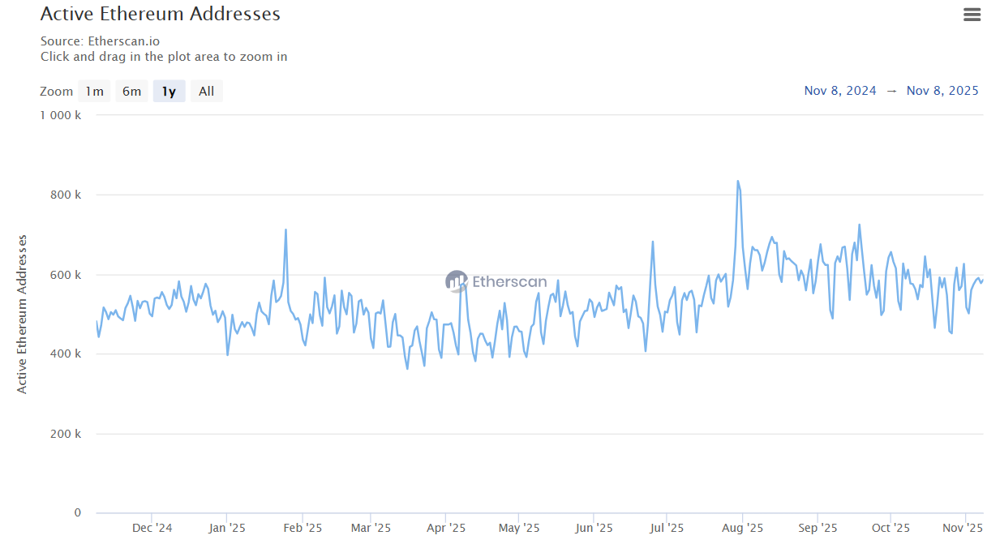 Active Ethereum Addresses
Source: Etherscan.io
Click and drag in the plot area to zoom in
Zoom 1m 6m 1y All Nov 8, 2024 → Nov 8, 2025
1 000 k
800 k
600 k
400 k
200 k
0
Active Ethereum Addresses
Etherscan
Dec '24 Jan '25 Feb '25 Mar '25 Apr '25 May '25 Jun '25 Jul '25 Aug '25 Sep '25 Oct '25 Nov '25